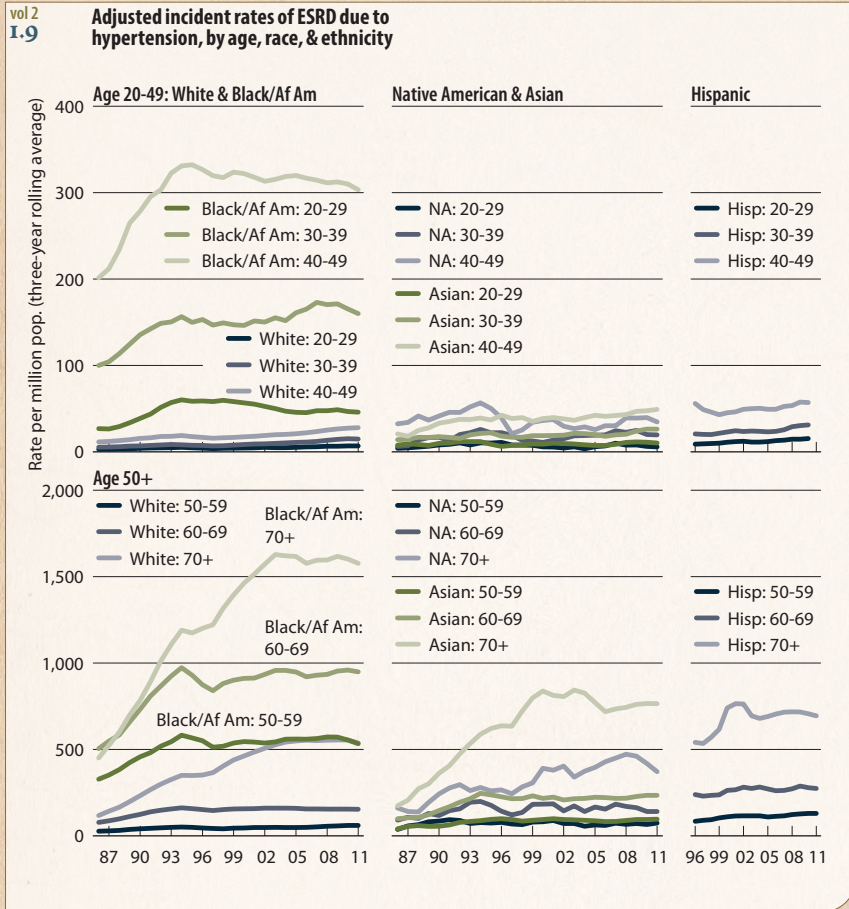 vol 2
1.9
Adjusted incident rates of ESRD due to
hypertension, by age, race, & ethnicity
Rate per million pop. (three-year rolling average)
Age 20-49: White & Black/Af Am
Native American & Asian
Hispanic
400
300
200
100
0
Black/Af Am: 20-29
Black/Af Am: 30-39
Black/Af Am: 40-49
White: 20-29
White: 30-39
White: 40-49
NA: 20-29
NA: 30-39
NA: 40-49
Asian: 20-29
Asian: 30-39
Asian: 40-49
Hisp: 20-29
Hisp: 30-39
Hisp: 40-49
Age 50+
2,000
1,500
1,000
500
0
White: 50-59
White: 60-69
White: 70+
Black/Af Am:
70+
Black/Af Am:
60-69
Black/Af Am: 50-59
NA: 50-59
NA: 60-69
NA: 70+
Asian: 50-59
Asian: 60-69
Asian: 70+
Hisp: 50-59
Hisp: 60-69
Hisp: 70+
87 90 93 96 99 02 05 08 11
87 90 93 96 99 02 05 08 11
96 99 02 05 08 11